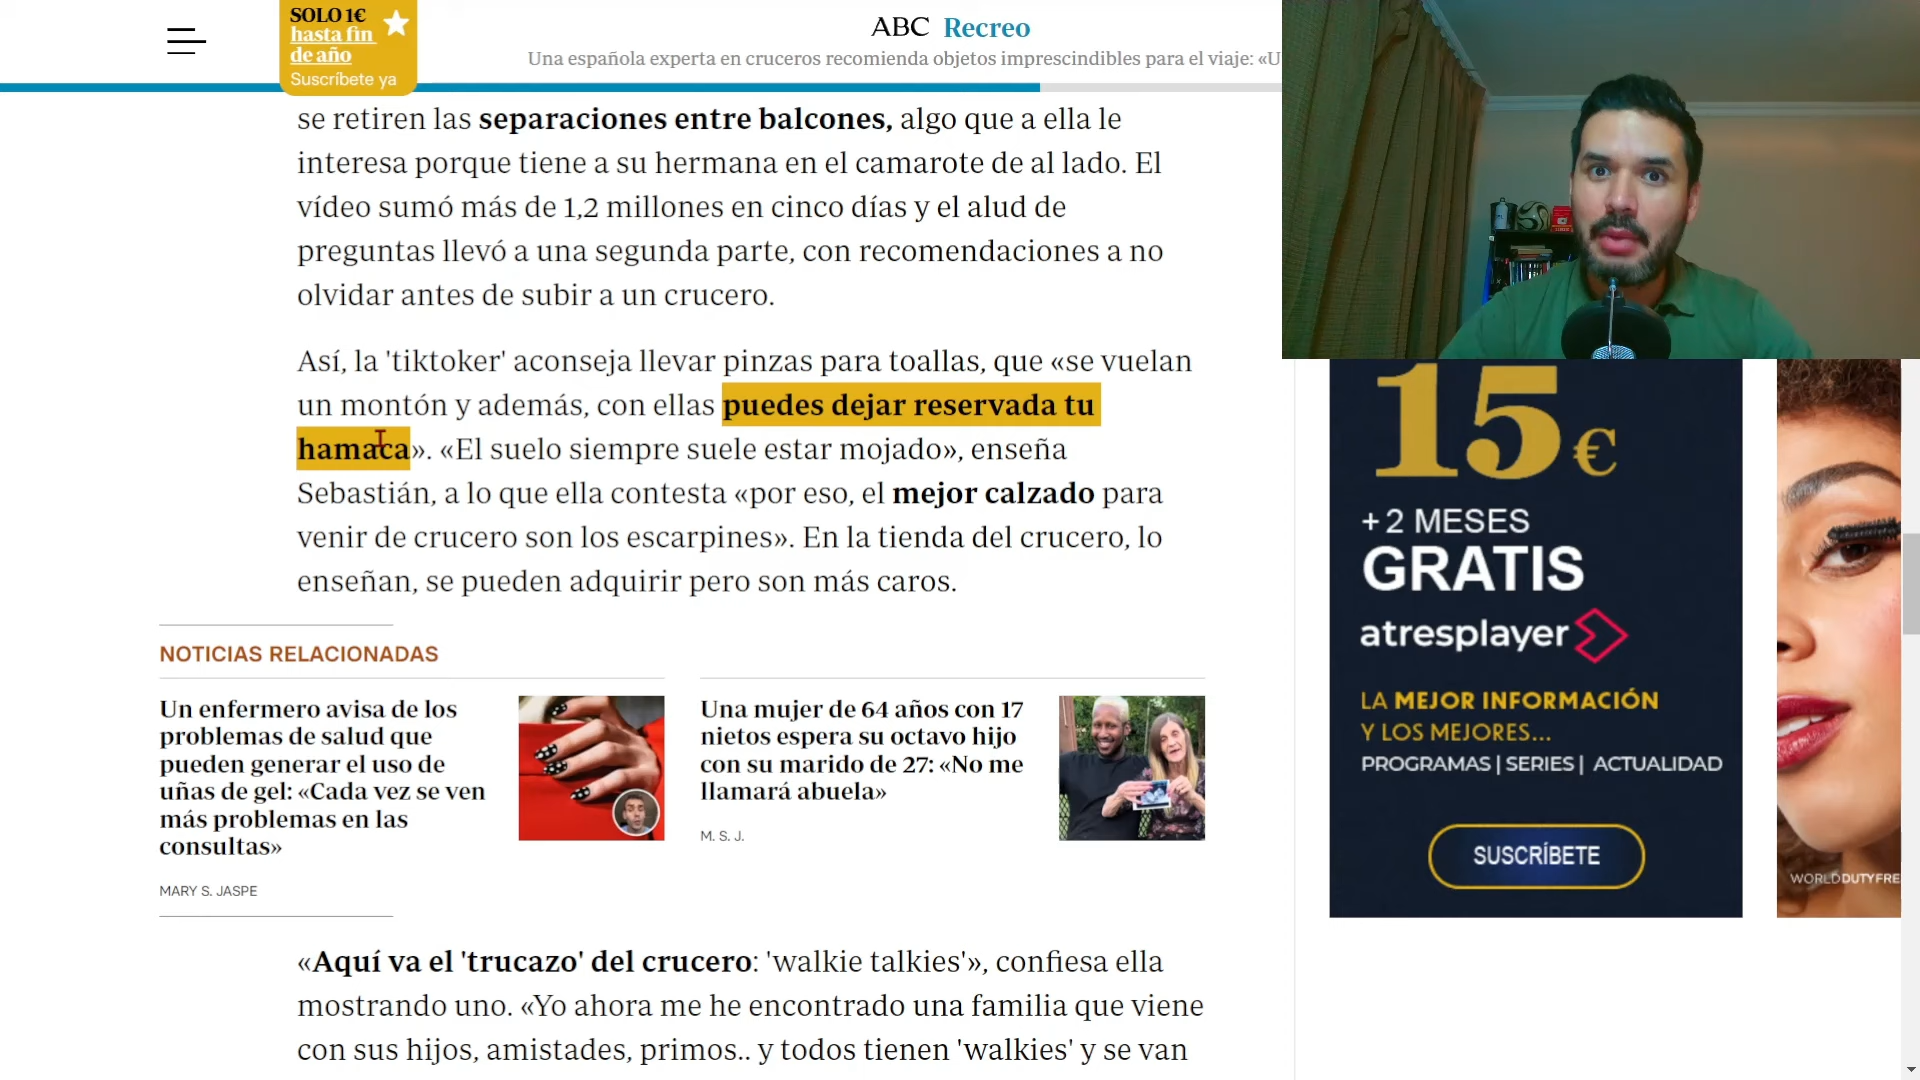 SOLO 1€
hasta fin
de año
Suscríbete ya
ABC Recreo
Una española experta en cruceros recomienda objetos imprescindibles para el viaje: «U
se retiren las separaciones entre balcones, algo que a ella le
interesa porque tiene a su hermana en el camarote de al lado. El
vídeo sumó más de 1,2 millones en cinco días y el alud de
preguntas llevó a una segunda parte, con recomendaciones a no
olvidar antes de subir a un crucero.
Así, la 'tiktoker' aconseja llevar pinzas para toallas, que «se vuelan
un montón y además, con ellas puedes dejar reservada tu
hamaca». «El suelo siempre suele estar mojado», enseña
Sebastián, a lo que ella contesta «por eso, el mejor calzado para
venir de crucero son los escarpines». En la tienda del crucero, lo
enseñan, se pueden adquirir pero son más caros.
NOTICIAS RELACIONADAS
Un enfermero avisa de los
problemas de salud que
pueden generar el uso de
uñas de gel: «Cada vez se ven
más problemas en las
consultas»
MARY S. JASPE
Una mujer de 64 años con 17
nietos espera su octavo hijo
con su marido de 27: «No me
llamará abuela»
M. S. J.
«Aquí va el 'trucazo' del crucero: 'walkie talkies'», confiesa ella
mostrando uno. «Yo ahora me he encontrado una familia que viene
con sus hijos, amistades, primos.. y todos tienen 'walkies' y se van
15€
+2 MESES
GRATIS
atresplayer
LA MEJOR INFORMACIÓN
Y LOS MEJORES...
PROGRAMAS | SERIES | ACTUALIDAD
SUSCRÍBETE
WORLDDUTYFRE